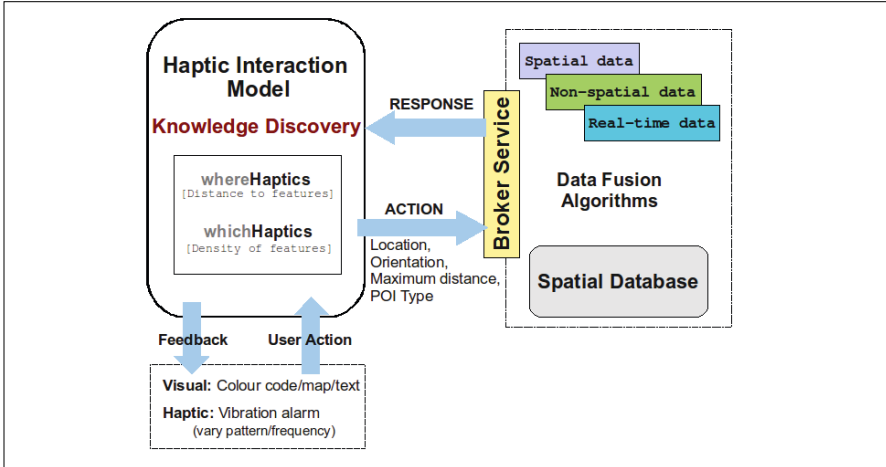 Haptic Interaction
Model
Knowledge Discovery
whereHaptics
[Distance to features]
whichHaptics
[Density of features]
RESPONSE
ACTION
Location,
Orientation,
Maximum distance,
POI Type
Broker Service
Spatial data
Non-spatial data
Real-time data
Data Fusion
Algorithms
Spatial Database
Feedback
User Action
Visual: Colour code/map/text
Haptic: Vibration alarm
(vary pattern/frequency)